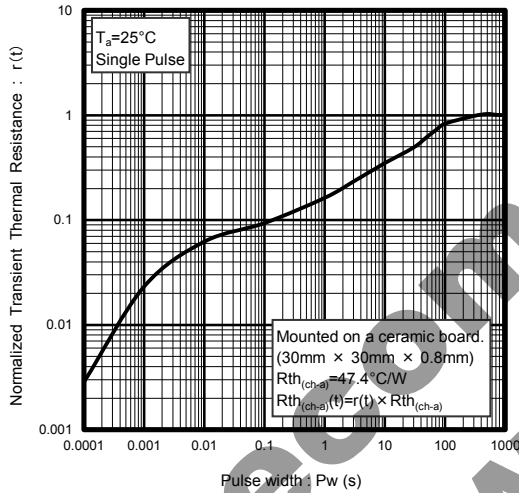 Normalized Transient Thermal Resistance : r(t)
10
1
0.1
0.01
0.001
Ta=25°C
Single Pulse
Mounted on a ceramic board.
(30mm × 30mm × 0.8mm)
Rth(ch-a)=47.4°C/W
Rth(ch-a)(t)=r(t)×Rth(ch-a)
0.0001 0.001 0.01 0.1 1 10 100 1000
Pulse width : Pw (s)